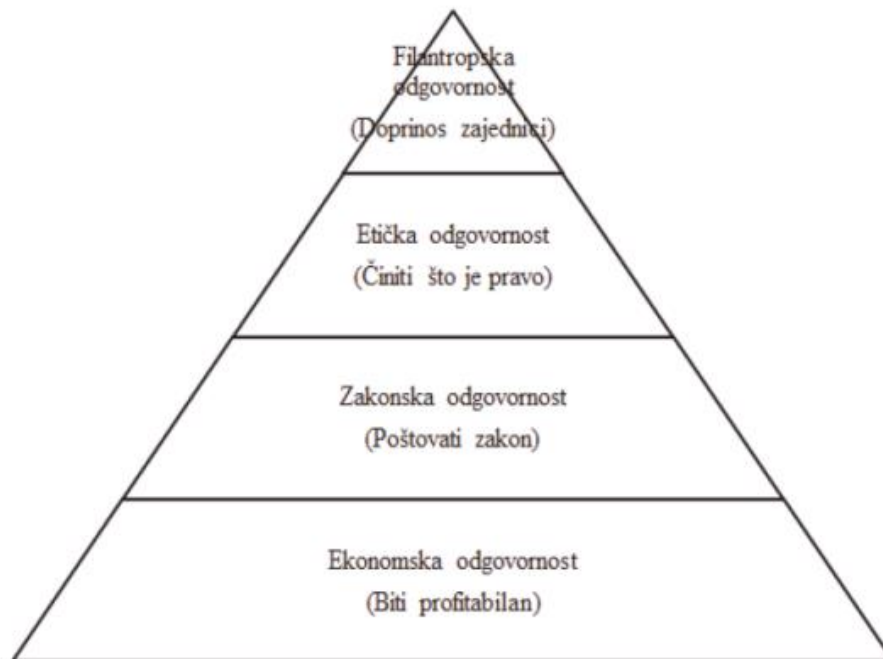 Filantropska
odgovornost
(Doprinos zajednici)
Etička odgovornost
(Činiti što je pravo)
Zakonska odgovornost
(Poštovati zakon)
Ekonomska odgovornost
(Biti profitabilan)